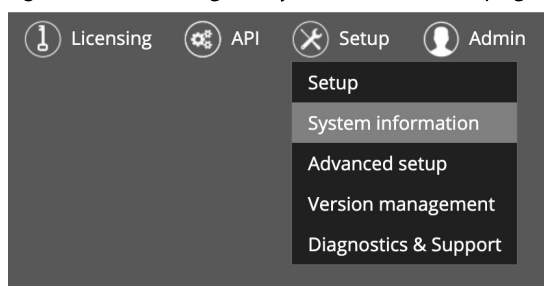 Licensing API Setup Admin
Setup
System information
Advanced setup
Version management
Diagnostics & Support